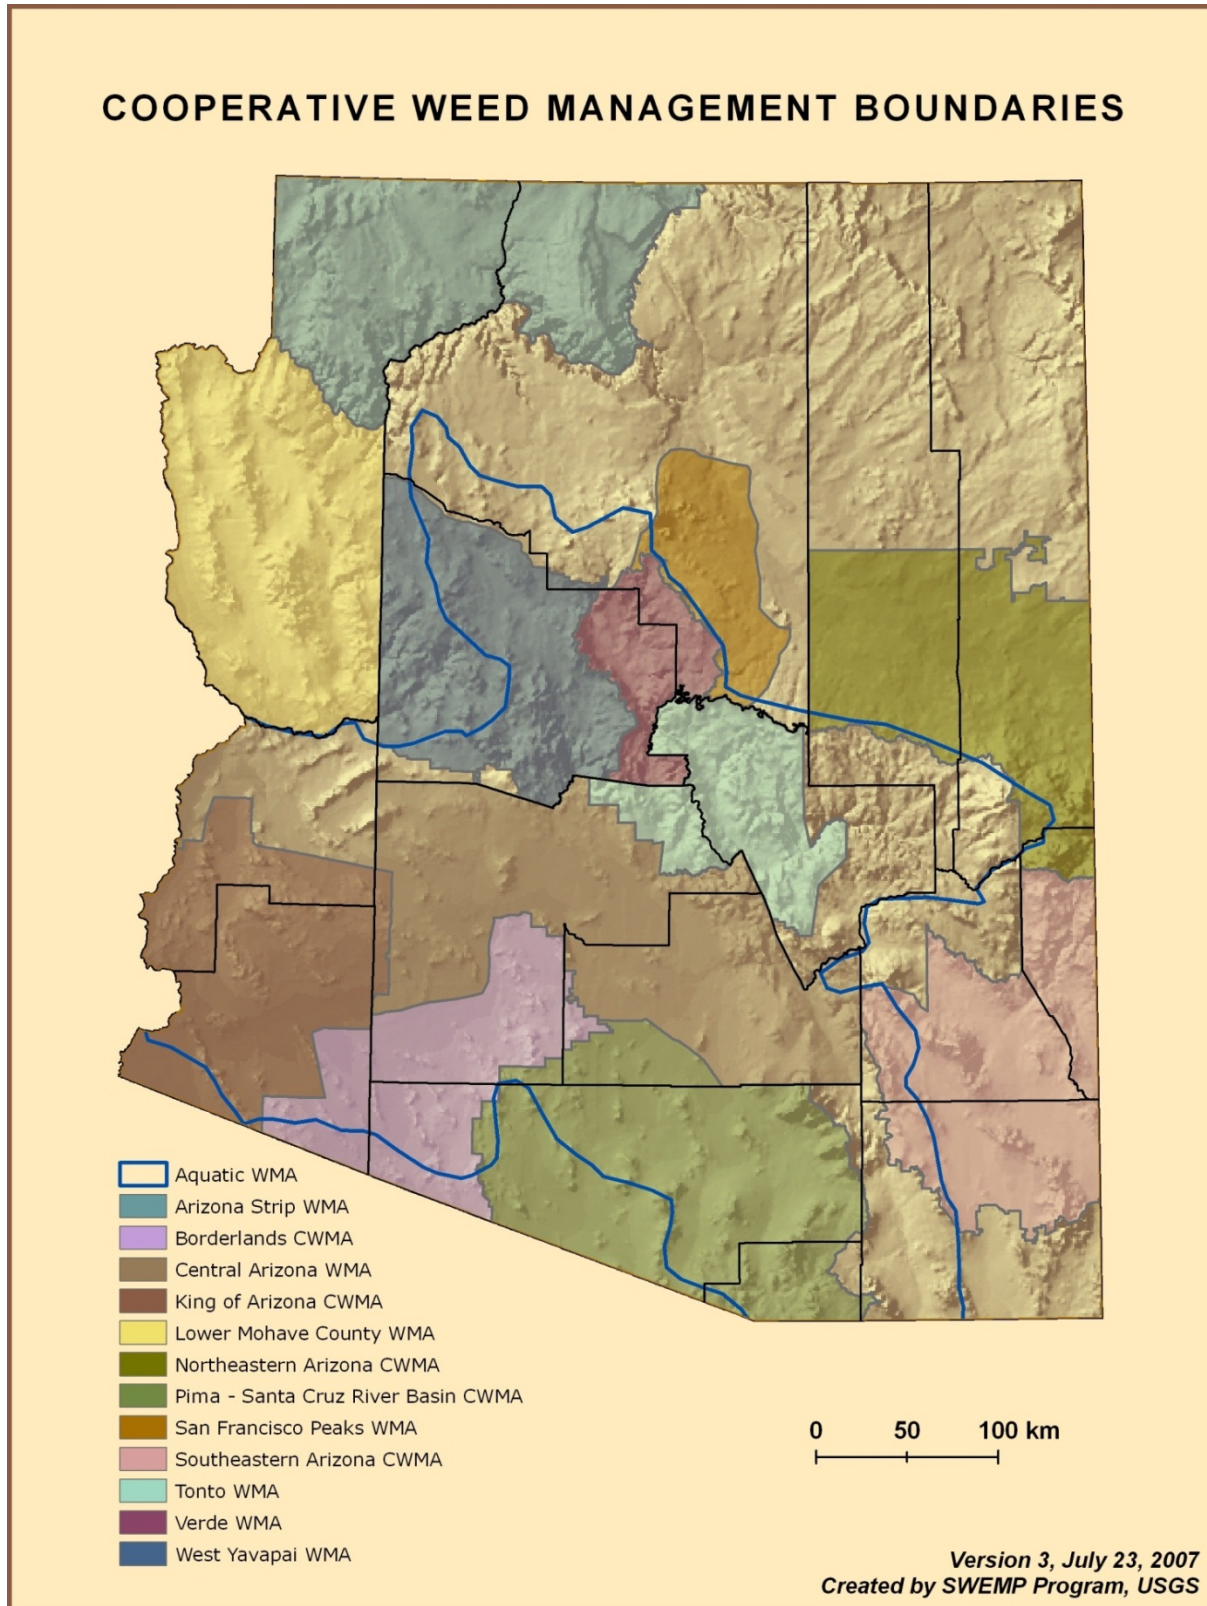 COOPERATIVE WEED MANAGEMENT BOUNDARIES
Aquatic WMA
Arizona Strip WMA
Borderlands CWMA
Central Arizona WMA
King of Arizona CWMA
Lower Mohave County WMA
Northeastern Arizona CWMA
Pima - Santa Cruz River Basin CWMA
San Francisco Peaks WMA
Southeastern Arizona CWMA
Tonto WMA
Verde WMA
West Yavapai WMA
0 50 100 km
Version 3, July 23, 2007
Created by SWEMP Program, USGS